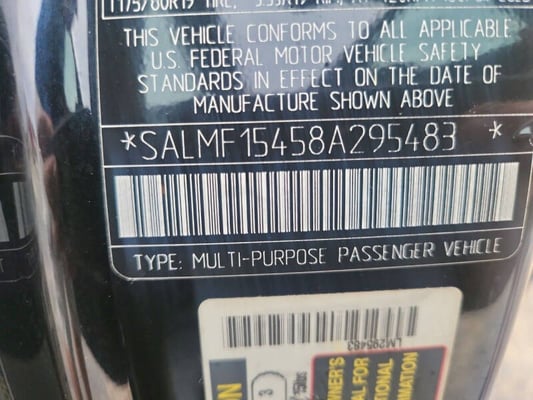 THIS VEHICLE CONFORMS TO ALL APPLICABLE
U.S. FEDERAL MOTOR VEHICLE SAFETY
STANDARDS IN EFFECT ON THE DATE OF
MANUFACTURE SHOWN ABOVE
*SALMF15458A295483 *
TYPE: MULTI-PURPOSE PASSENGER VEHICLE
LM295483